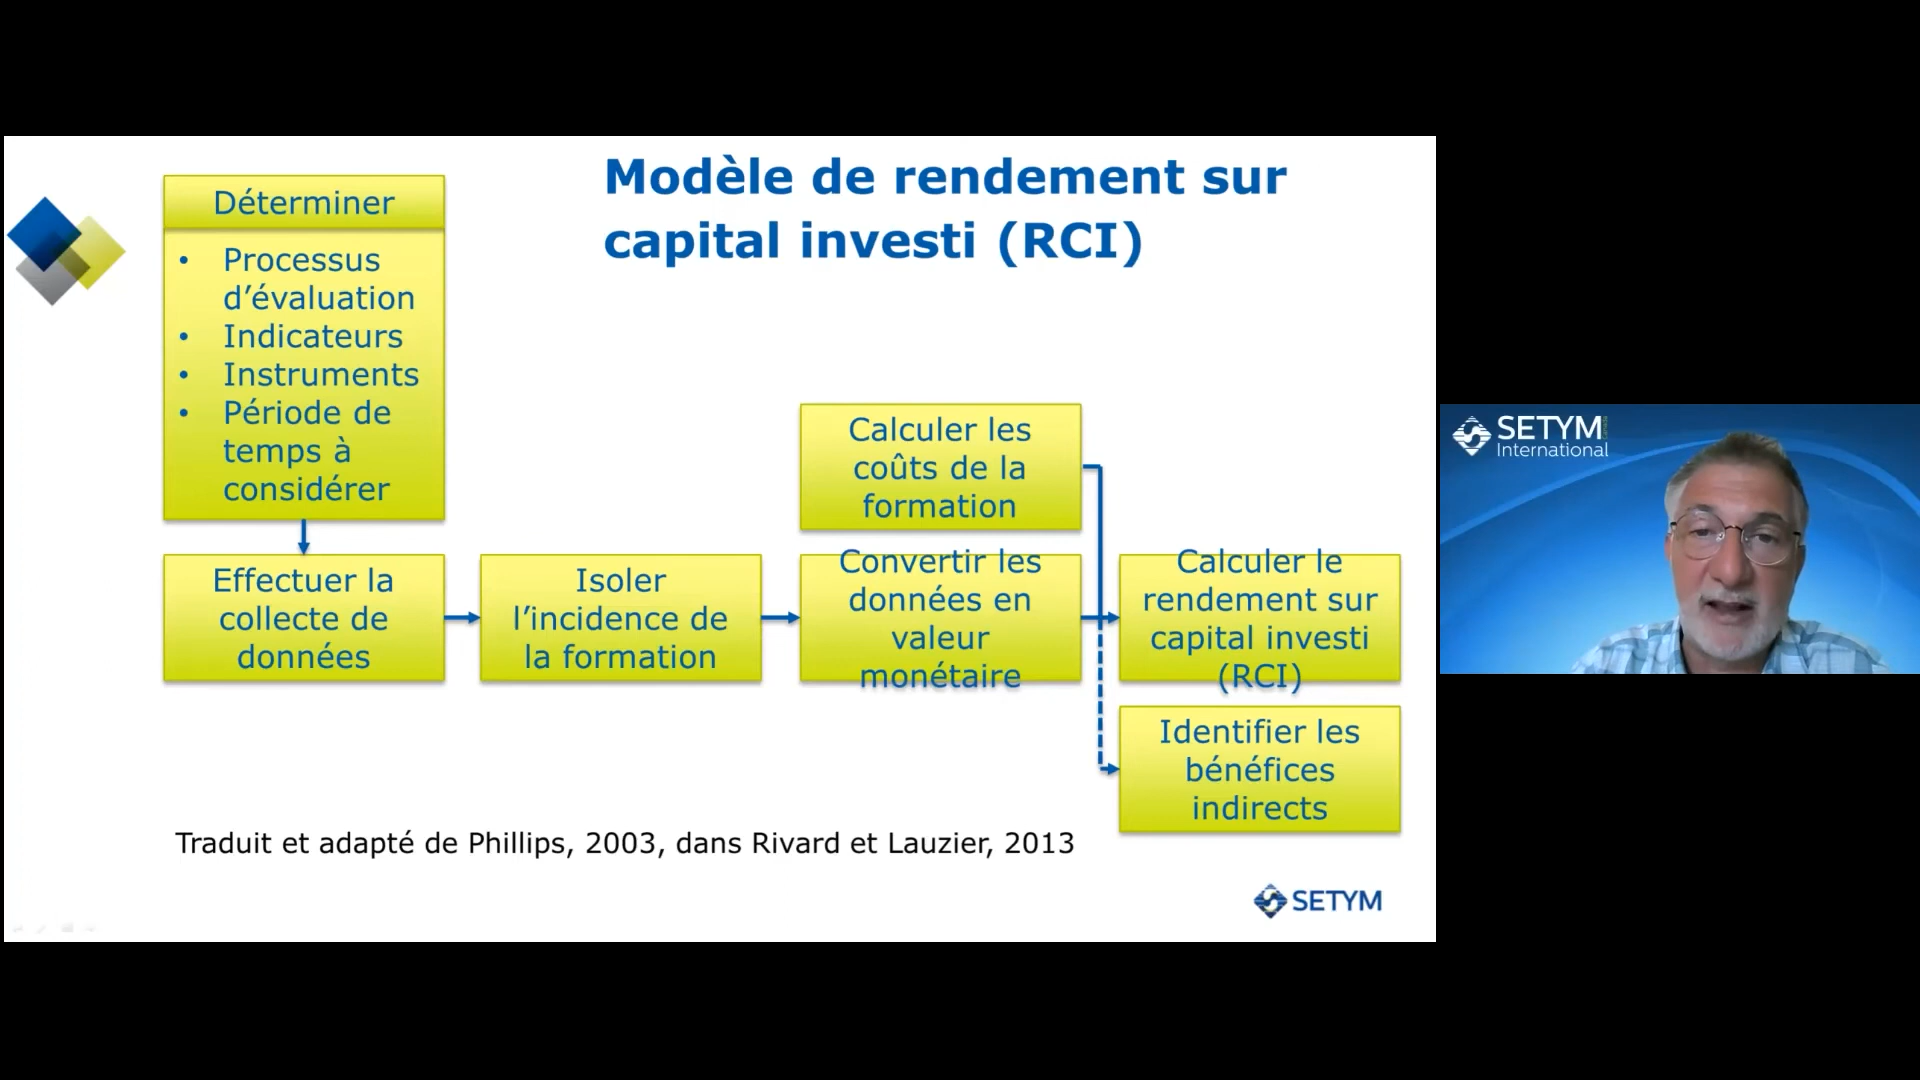 Modèle de rendement sur
capital investi (RCI)
Déterminer
• Processus
d’évaluation
• Indicateurs
• Instruments
• Période de
temps à
considérer
Effectuer la
collecte de
données
Isoler
l’incidence de
la formation
Calculer les
coûts de la
formation
Convertir les
données en
valeur
monétaire
Calculer le
rendement sur
capital investi
(RCI)
Identifier les
bénéfices
indirects
Traduit et adapté de Phillips, 2003, dans Rivard et Lauzier, 2013
SETYM
SETYM
International